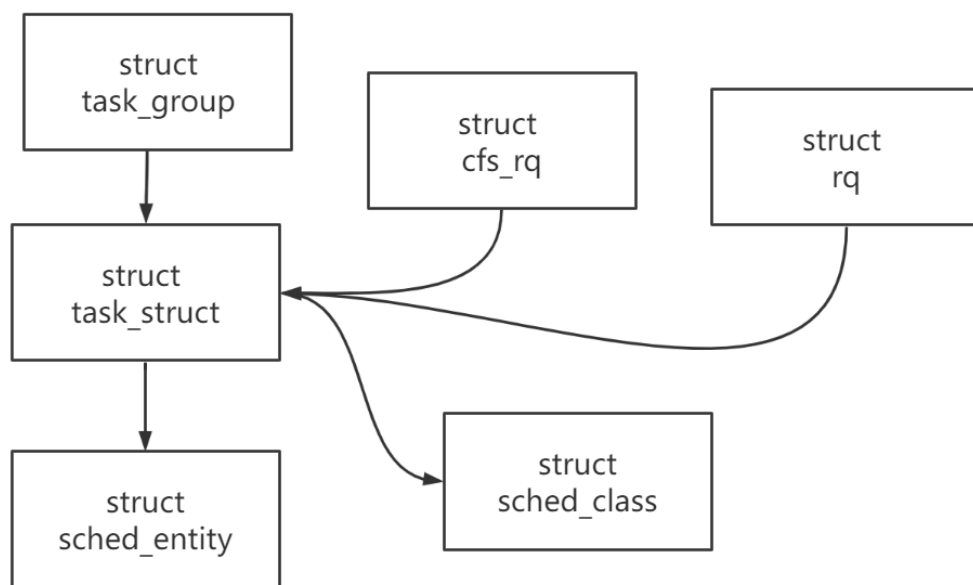 struct
task_group
struct
cfs_rq
struct
rq
struct
task_struct
struct
sched_class
struct
sched_entity